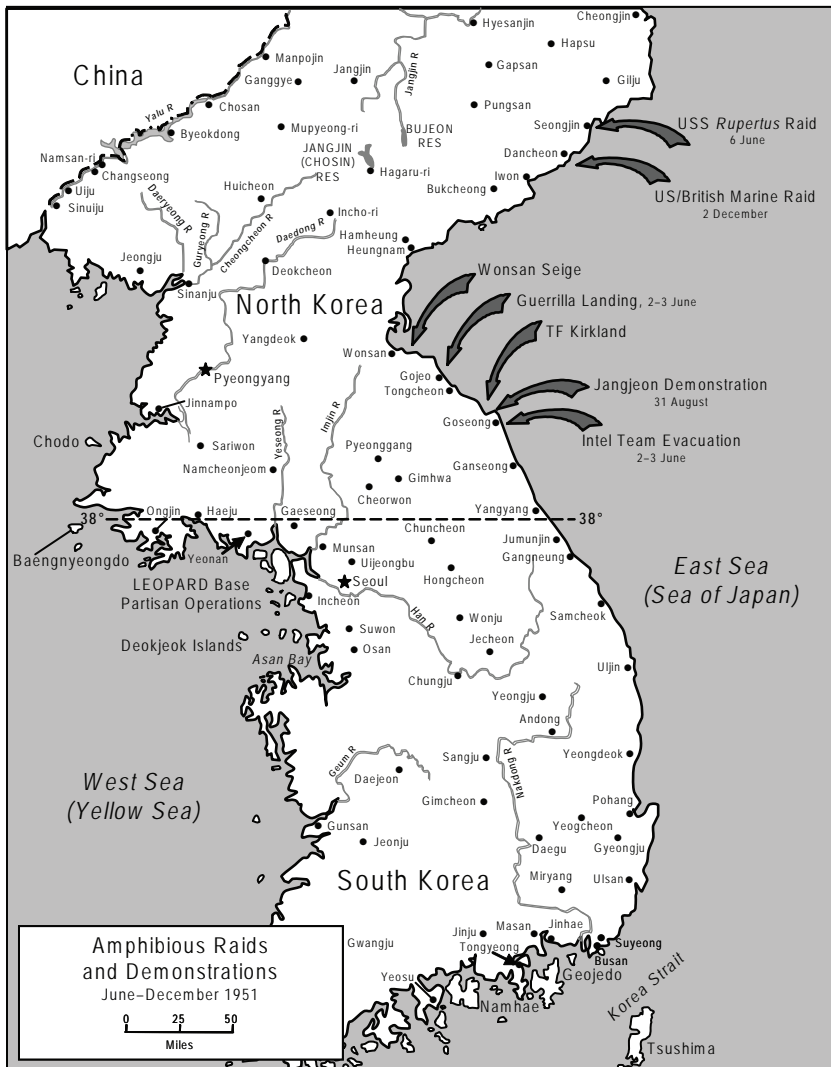 Cheongjin
Hyesanjin
Hapsu
Manpojin
China
Gapsan
Jangjin R
Ganggye
Jangjin
Gilju
Yalu R
Chosan
Pungsan
USS Rupertus Raid
6 June
Seongjin
Mupyeong-ri
BUJEON
RES
Byeokdong
JANGJIN
(CHOSIN)
RES
Dancheon
Namsan-ri
Changseong
Hagaru-ri
Iwon
US/British Marine Raid
2 December
Uiju
Daeryeong R
Huicheon
Bukcheong
Sinuiju
Guryeong R
Cheongcheon R
Incho-ri
Daedong R
Hamheung
Heungnam
Jeongju
Deokcheon
Wonsan Seige
Sinanju
North Korea
Guerrilla Landing, 2–3 June
TF Kirkland
Yangdeok
Wonsan
Pyeongyang
Gojeo
Tongcheon
Jangjeon Demonstration
31 August
Jinnampo
Imjin R
Yeseong R
Goseong
Chodo
Intel Team Evacuation
2–3 June
Sariwon
Pyeonggang
Namcheonjeom
Ganseong
Gimhwa
Cheorwon
Ongjin
Haeju
Gaeseong
Yangyang
38°
38°
Chuncheon
Jumunjin
Baengnyeongdo
Yeonan
Munsan
Gangneung
Uijeongbu
East Sea
(Sea of Japan)
LEOPARD Base
Partisan Operations
Seoul
Hongcheon
Incheon
Han R
Wonju
Samcheok
Suwon
Deokjeok Islands
Jecheon
Osan
Asan Bay
Uljin
Chungju
Yeongju
Andong
Geum R
Sangju
Nakdong R
Yeongdeok
West Sea
(Yellow Sea)
Daejeon
Gimcheon
Pohang
Gunsan
Yeogcheon
Jeonju
Daegu
Gyeongju
South Korea
Miryang
Ulsan
Amphibious Raids
and Demonstrations
June–December 1951
0 25 50
Miles
Gwangju
Jinju
Masan
Jinhae
Tongyeong
Suyeong
Busan
Geojedo
Yeosu
Namhae
Korea Strait
Tsushima